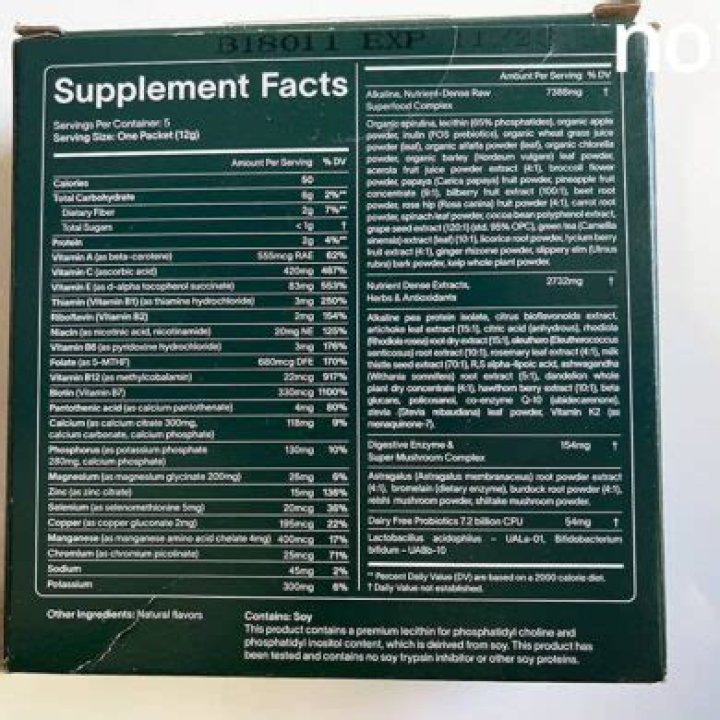 B18011 EXP 11/23
no
Supplement Facts
Servings Per Container: 5
Serving Size: One Packet (12g)
Amount Per Serving % DV
Calories 50
Total Carbohydrate 6g 2%**
Dietary Fiber 2g 7%**
Total Sugars <1g †
Protein 2g 4%**
Vitamin A (as beta-carotene) 555mcg RAE 62%
Vitamin C (ascorbic acid) 420mg 467%
Vitamin E (as d-alpha tocopherol succinate) 83mg 553%
Thiamin (Vitamin B1) (as thiamine hydrochloride) 3mg 250%
Riboflavin (Vitamin B2) 2mg 154%
Niacin (as nicotinic acid, nicotinamide) 20mg NE 125%
Vitamin B6 (as pyridoxine hydrochloride) 3mg 176%
Folate (as 5-MTHF) 680mcg DFE 170%
Vitamin B12 (as methylcobalamin) 22mcg 917%
Biotin (Vitamin B7) 330mcg 1100%
Pantothenic acid (as calcium pantothenate) 4mg 80%
Calcium (as calcium citrate 300mg, 118mg 9%
calcium carbonate, calcium phosphate)
Phosphorus (as potassium phosphate 130mg 10%
280mg, calcium phosphate)
Magnesium (as magnesium glycinate 200mg) 26mg 6%
Zinc (as zinc citrate) 15mg 136%
Selenium (as selenomethionine 5mg) 20mcg 36%
Copper (as copper gluconate 2mg) 195mcg 22%
Manganese (as manganese amino acid chelate 4mg) 400mcg 17%
Chromium (as chromium picolinate) 25mcg 71%
Sodium 45mg 2%
Potassium 300mg 6%
Amount Per Serving % DV
Alkaline, Nutrient-Dense Raw 7388mg †
Superfood Complex
Organic spirulina, lecithin (65% phosphatides), organic apple
powder, inulin (FOS prebiotics), organic wheat grass juice
powder (leaf), organic alfalfa powder (leaf), organic chlorella
powder, organic barley (Hordeum vulgare) leaf powder,
acerola fruit juice powder extract (4:1), broccoli flower
powder, papaya (Carica papaya) fruit powder, pineapple fruit
concentrate (9:1), bilberry fruit extract (100:1), beet root
powder, rose hip (Rosa canina) fruit powder (4:1), carrot root
powder, spinach leaf powder, cocoa bean polyphenol extract,
grape seed extract (120:1) (std. 95% OPC), green tea (Camellia
sinensis) extract (leaf) (10:1), licorice root powder, lycium berry
fruit extract (4:1), ginger rhizome powder, slippery elm (Ulmus
rubra) bark powder, kelp whole plant powder.
Nutrient Dense Extracts, 2732mg †
Herbs & Antioxidants
Alkaline pea protein isolate, citrus bioflavonoids extract,
artichoke leaf extract (15:1), citric acid (anhydrous), rhodiola
(Rhodiola rosea) root dry extract (15:1), eleuthero (Eleutherococcus
senticosus) root extract (10:1), rosemary leaf extract (4:1), milk
thistle seed extract (70:1), R,S alpha-lipoic acid, ashwagandha
(Withania somnifera) root extract (5:1), dandelion whole
plant dry concentrate (4:1), hawthorn berry extract (10:1), beta
glucans, policosanol, co-enzyme Q-10 (ubidecarenone),
stevia (Stevia rebaudiana) leaf powder, Vitamin K2 (as
menaquinone-7).
Digestive Enzyme & 154mg †
Super Mushroom Complex
Astragalus (Astragalus membranaceus) root powder extract
(4:1), bromelain (dietary enzyme), burdock root powder (4:1),
reishi mushroom powder, shiitake mushroom powder.
Dairy Free Probiotics 7.2 billion CFU 54mg †
Lactobacillus acidophilus – UALa-01, Bifidobacterium
bifidum – UABb-10
** Percent Daily Value (DV) are based on a 2000 calorie diet.
† Daily Value not established.
Other Ingredients: Natural flavors
Contains: Soy
This product contains a premium lecithin for phosphatidyl choline and
phosphatidyl inositol content, which is derived from soy. This product has
been tested and contains no soy trypsin inhibitor or other soy proteins.